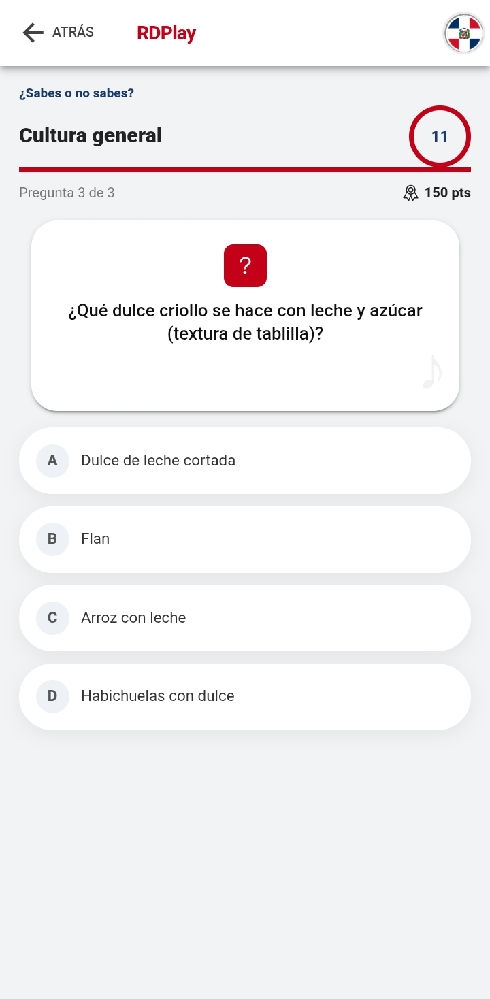 ATRÁS
RDPlay
¿Sabes o no sabes?
Cultura general
11
Pregunta 3 de 3
150 pts
?
¿Qué dulce criollo se hace con leche y azúcar
(textura de tablilla)?
A Dulce de leche cortada
B Flan
C Arroz con leche
D Habichuelas con dulce